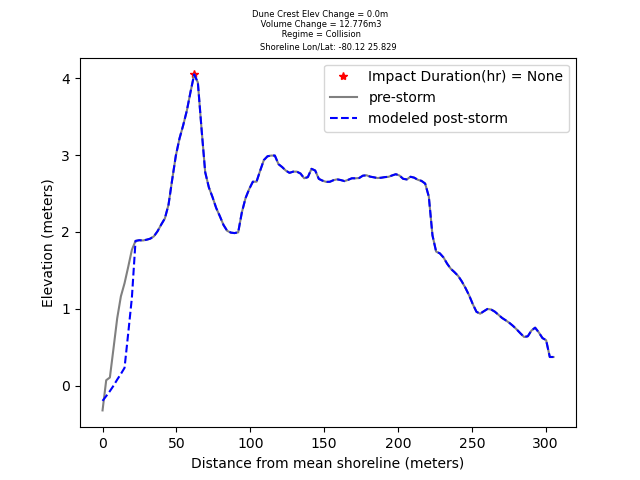 Dune Crest Elev Change = 0.0m
Volume Change = 12.776m3
Regime = Collision
Shoreline Lon/Lat: -80.12 25.829
Impact Duration(hr) = None
pre-storm
modeled post-storm
4
3
2
1
0
Elevation (meters)
0 50 100 150 200 250 300
Distance from mean shoreline (meters)